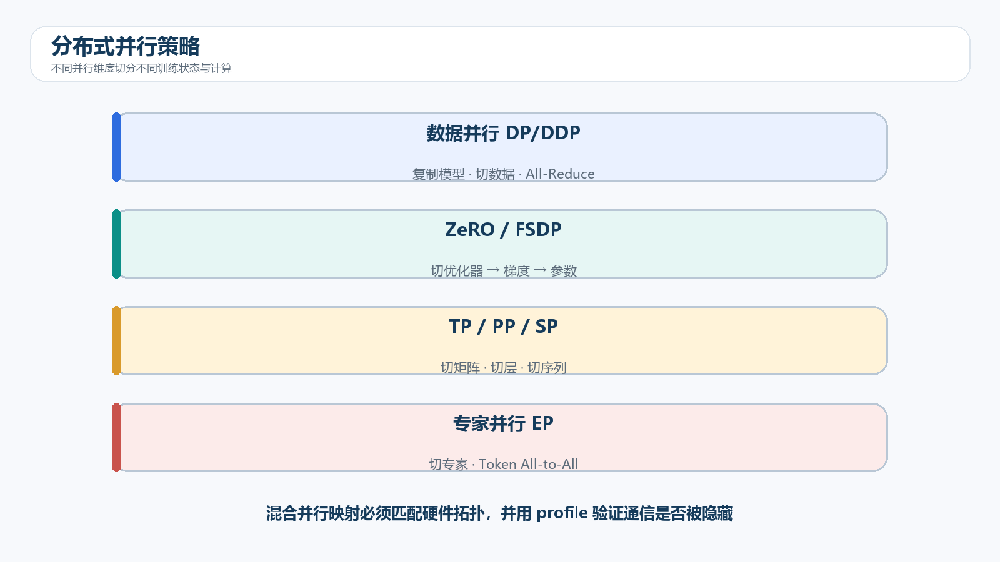 分布式并行策略
不同并行维度切分不同训练状态与计算
数据并行 DP/DDP
复制模型 · 切数据 · All-Reduce
ZeRO / FSDP
切优化器 → 梯度 → 参数
TP / PP / SP
切矩阵 · 切层 · 切序列
专家并行 EP
切专家 · Token All-to-All
混合并行映射必须匹配硬件拓扑，并用 profile 验证通信是否被隐藏